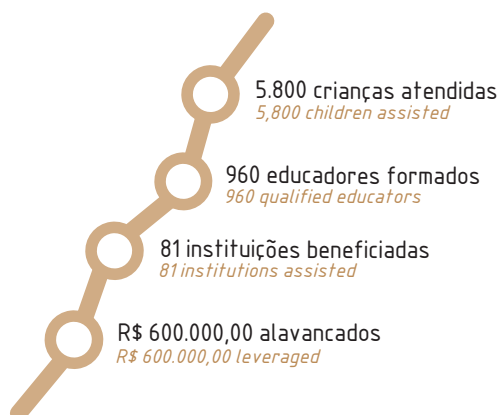 5.800 crianças atendidas
5,800 children assisted
960 educadores formados
960 qualified educators
81 instituições beneficiadas
81 institutions assisted
R$ 600.000,00 alavancados
R$ 600.000,00 leveraged